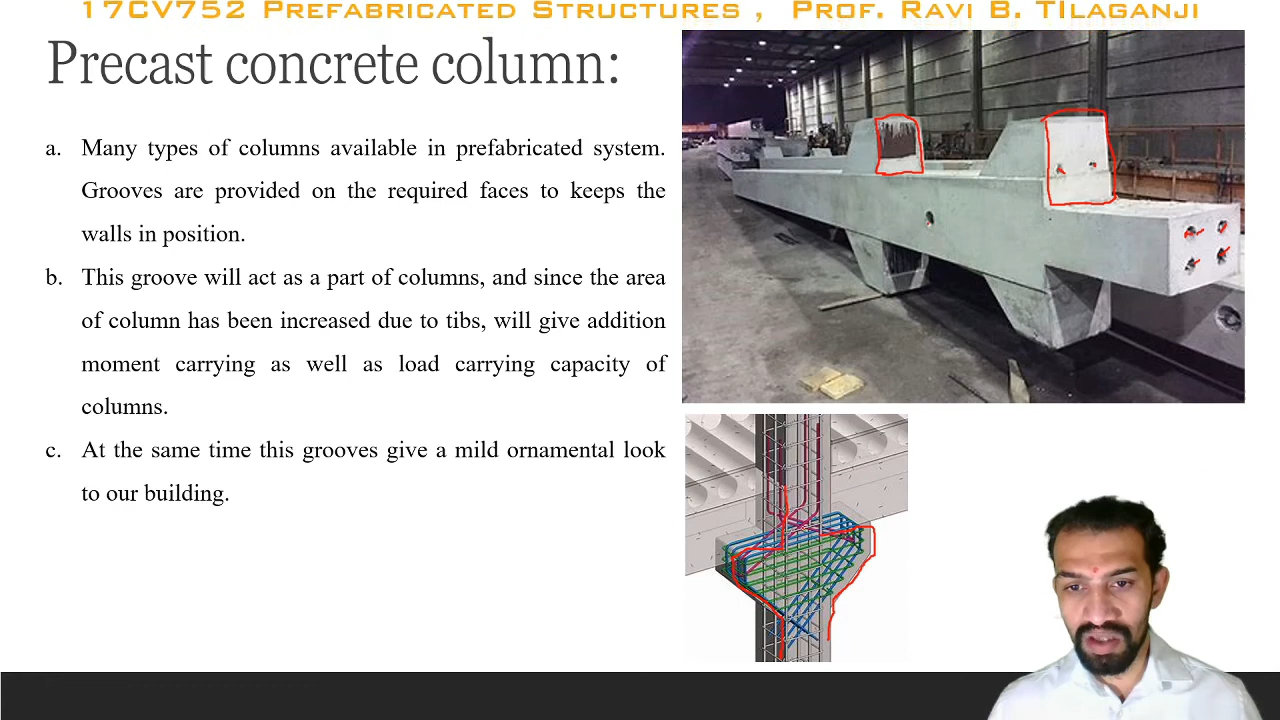 17CV752 Prefabricated Structures , Prof. Ravi B. Tilaganji
Precast concrete column:
a. Many types of columns available in prefabricated system.
Grooves are provided on the required faces to keeps the
walls in position.
b. This groove will act as a part of columns, and since the area
of column has been increased due to tibs, will give addition
moment carrying as well as load carrying capacity of
columns.
c. At the same time this grooves give a mild ornamental look
to our building.